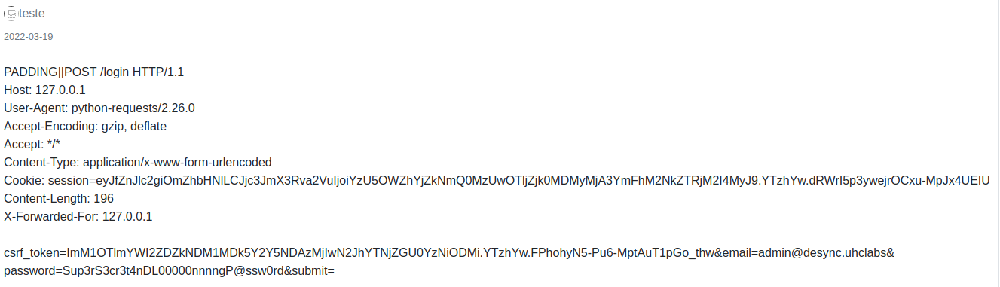 teste
2022-03-19
PADDING||POST /login HTTP/1.1
Host: 127.0.0.1
User-Agent: python-requests/2.26.0
Accept-Encoding: gzip, deflate
Accept: */*
Content-Type: application/x-www-form-urlencoded
Cookie: session=eyJfZnJlc2giOmZhbHNlLCJjc3JmX3Rva2VuIjoiYzU5OWZhYjZkNmQ0MzUwOTljZjk0MDMyMjA3YmFhM2NkZTRjM2I4MyJ9.YTzhYw.dRWrI5p3ywejrOCxu-MpJx4UEIU
Content-Length: 196
X-Forwarded-For: 127.0.0.1
csrf_token=ImM1OTlmYWI2ZDZkNDM1MDk5Y2Y5NDAzMjIwN2JhYTNjZGU0YzNiODMi.YTzhYw.FPhohyN5-Pu6-MptAuT1pGo_thw&email=admin@desync.uhclabs&
password=Sup3rS3cr3t4nDL00000nnnngP@ssw0rd&submit=